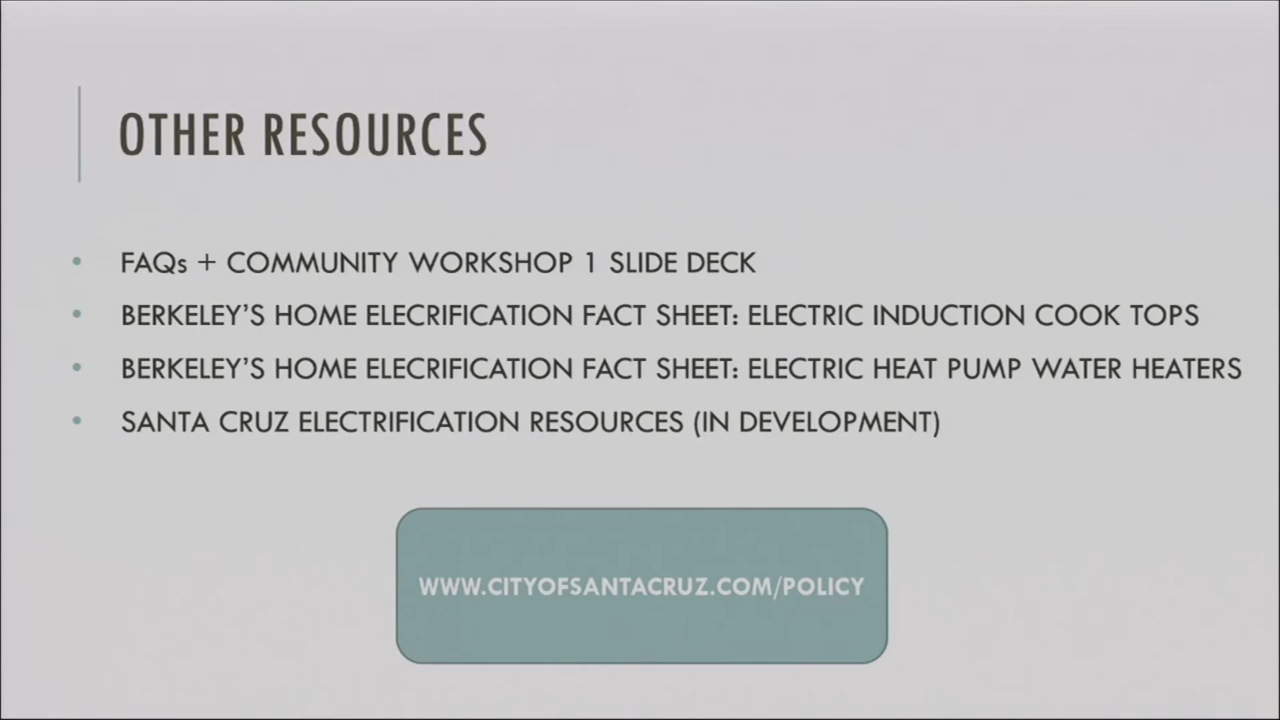 OTHER RESOURCES
• FAQs + COMMUNITY WORKSHOP 1 SLIDE DECK
• BERKELEY'S HOME ELECRIFICATION FACT SHEET: ELECTRIC INDUCTION COOK TOPS
• BERKELEY'S HOME ELECRIFICATION FACT SHEET: ELECTRIC HEAT PUMP WATER HEATERS
• SANTA CRUZ ELECTRIFICATION RESOURCES (IN DEVELOPMENT)
WWW.CITYOFSANTACRUZ.COM/POLICY